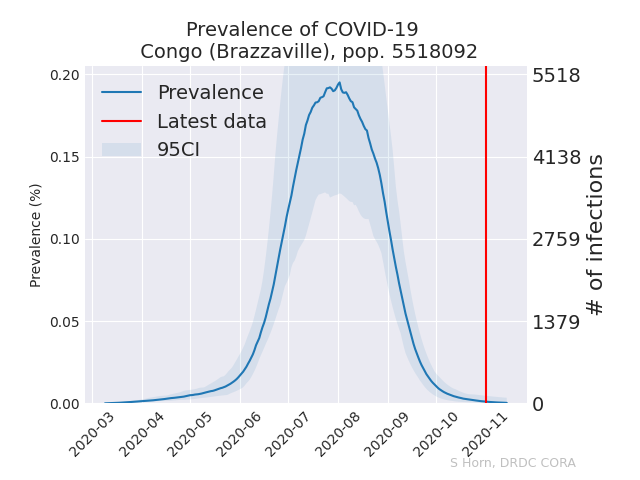 Prevalence of COVID-19
Congo (Brazzaville), pop. 5518092
Prevalence
Latest data
95CI
Prevalence (%)
0.20
0.15
0.10
0.05
0.00
5518
4138
2759
1379
0
# of infections
2020-03
2020-04
2020-05
2020-06
2020-07
2020-08
2020-09
2020-10
2020-11
S Horn, DRDC CORA